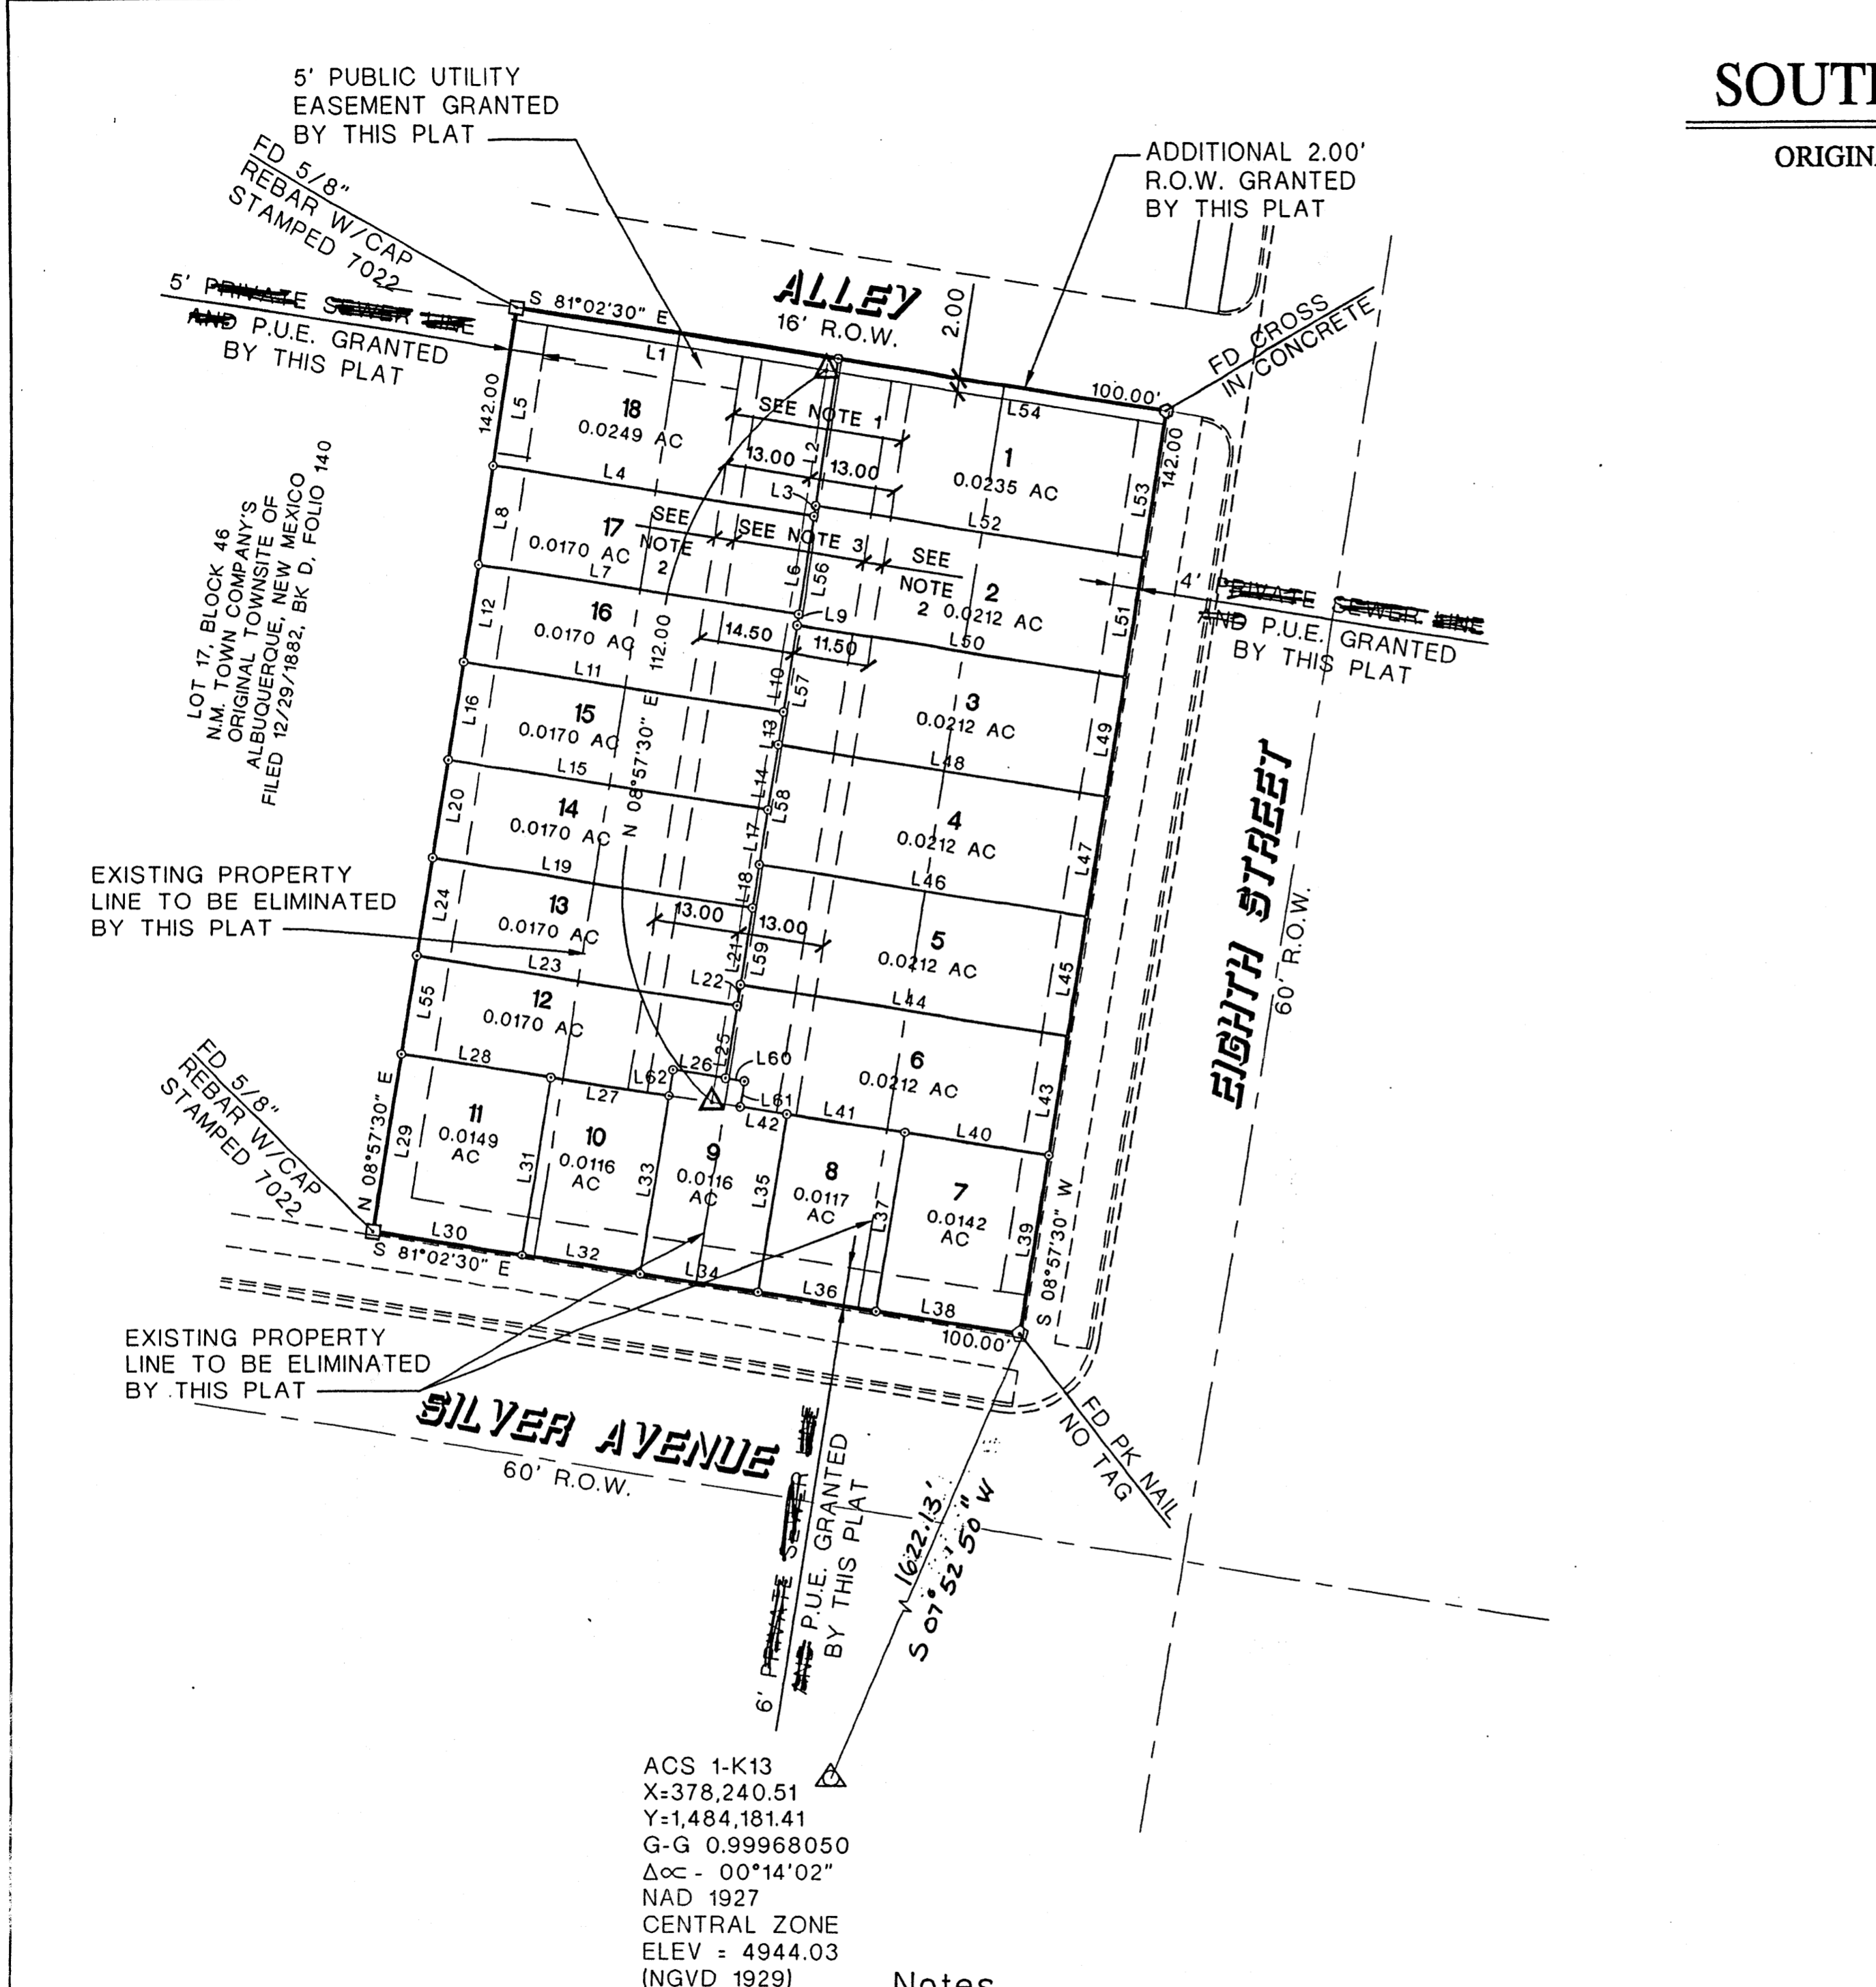 SOUTH
ORIGINA
5' PUBLIC UTILITY
EASEMENT GRANTED
BY THIS PLAT
ADDITIONAL 2.00'
R.O.W. GRANTED
BY THIS PLAT
FD 5/8"
REBAR W/CAP
STAMPED 7022
5' PRIVATE SEWER LINE
AND P.U.E. GRANTED
BY THIS PLAT
S 81°02'30" E
ALLEY
16' R.O.W.
2.00
FD CROSS
IN CONCRETE
100.00'
L1
L54
142.00
L5
18
0.0249 AC
SEE NOTE 1
L2
13.00
13.00
1
0.0235 AC
L53
142.00
L4
L3
L52
LOT 17, BLOCK 46
N.M. TOWN COMPANY'S
ORIGINAL TOWNSITE OF
ALBUQUERQUE, NEW MEXICO
FILED 12/29/1882, BK D, FOLIO 140
L8
17
0.0170 AC
SEE
NOTE
2
SEE NOTE 3
SEE
NOTE
2
L6
L56
2
0.0212 AC
L51
4' PRIVATE SEWER LINE
AND P.U.E. GRANTED
BY THIS PLAT
L7
L9
L50
L12
16
0.0170 AC
112.00
N 08°57'30" E
14.50
11.50
L11
L10
L57
3
0.0212 AC
L49
L16
15
0.0170 AC
L13
L48
L15
L14
L58
L20
14
0.0170 AC
L17
4
0.0212 AC
L47
L19
L18
L46
EXISTING PROPERTY
LINE TO BE ELIMINATED
BY THIS PLAT
L24
13
0.0170 AC
13.00
13.00
L21
L59
5
0.0212 AC
L45
L23
L22
L44
EIGHTH STREET
60' R.O.W.
L55
12
0.0170 AC
L25
6
0.0212 AC
L43
L28
L62
L26
L60
L27
L61
L42
L41
L40
FD 5/8"
REBAR W/CAP
STAMPED 7022
N 08°57'30" E
L29
11
0.0149
AC
L31
10
0.0116
AC
L33
9
0.0116
AC
L35
8
0.0117
AC
L37
7
0.0142
AC
L39
S 08°57'30" W
L30
S 81°02'30" E
L32
L34
L36
L38
100.00'
EXISTING PROPERTY
LINE TO BE ELIMINATED
BY THIS PLAT
SILVER AVENUE
60' R.O.W.
FD PK NAIL
NO TAG
6' PRIVATE SEWER LINE
AND P.U.E. GRANTED
BY THIS PLAT
1622.13'
S 07°52'50" W
ACS 1-K13
X=378,240.51
Y=1,484,181.41
G-G 0.99968050
Δ∝ - 00°14'02"
NAD 1927
CENTRAL ZONE
ELEV = 4944.03
(NGVD 1929)
Notes